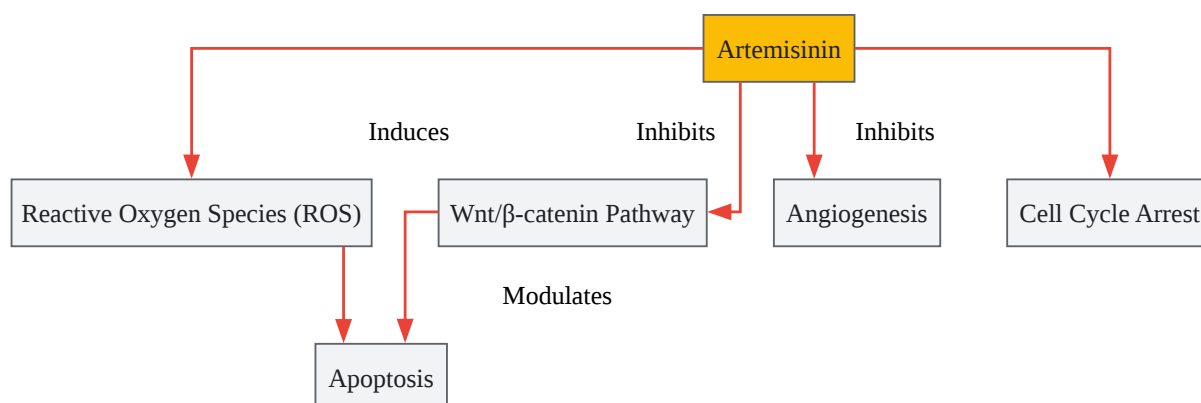 Artemisinin
Induces
Inhibits
Inhibits
Reactive Oxygen Species (ROS)
Wnt/β-catenin Pathway
Angiogenesis
Cell Cycle Arrest
Modulates
Apoptosis